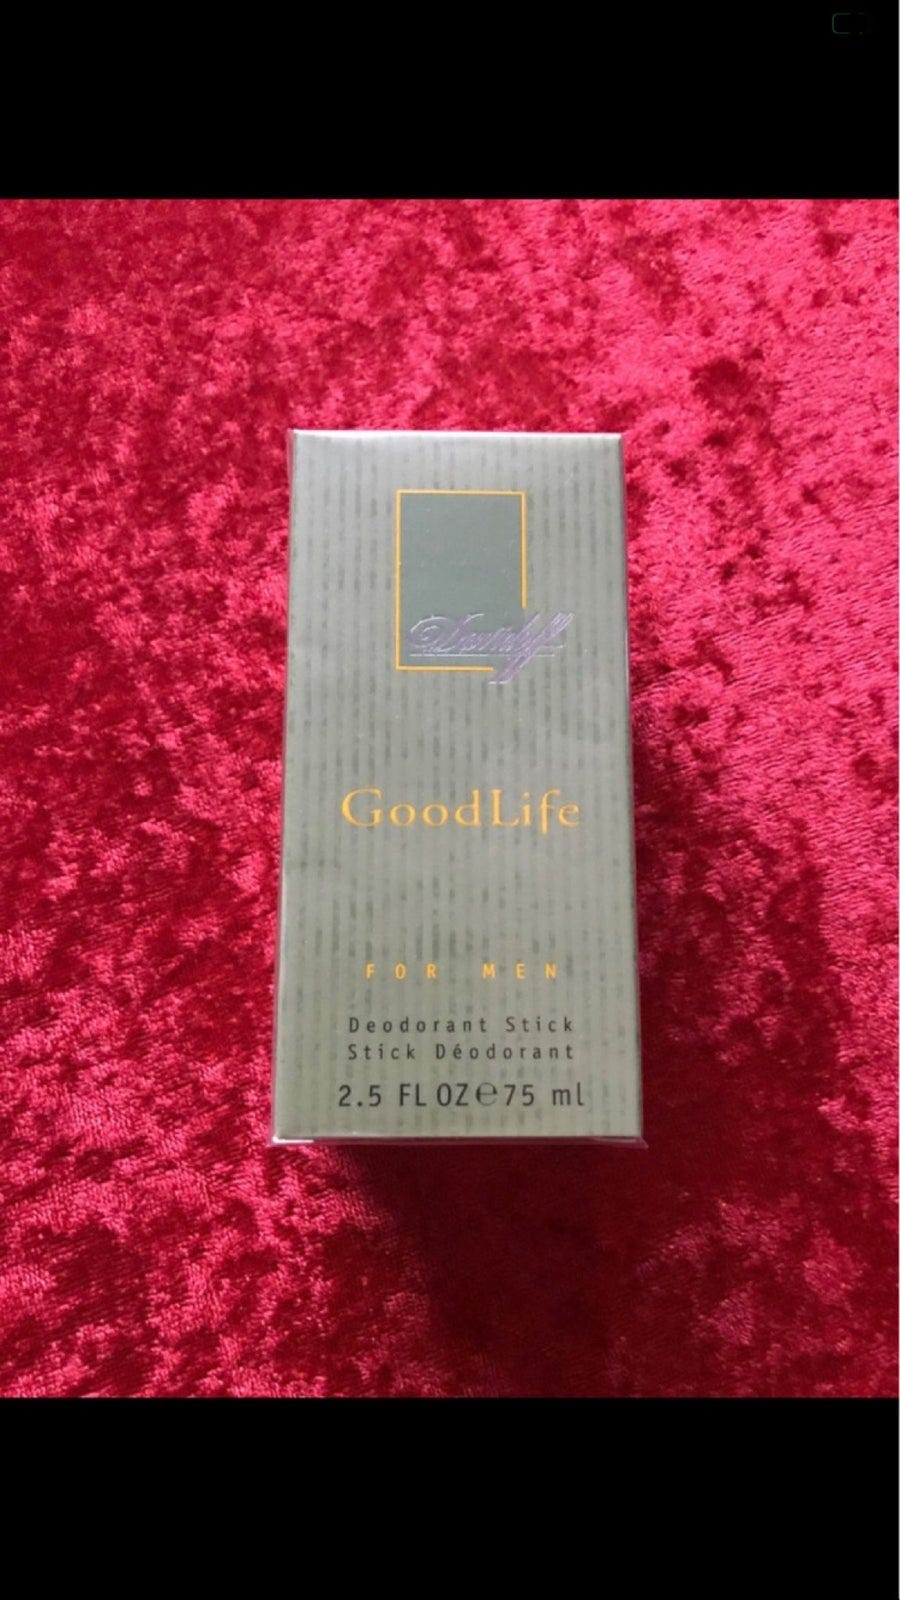 Davidoff
GoodLife
FOR MEN
Deodorant Stick
Stick Déodorant
2.5 FL OZ℮75 ml